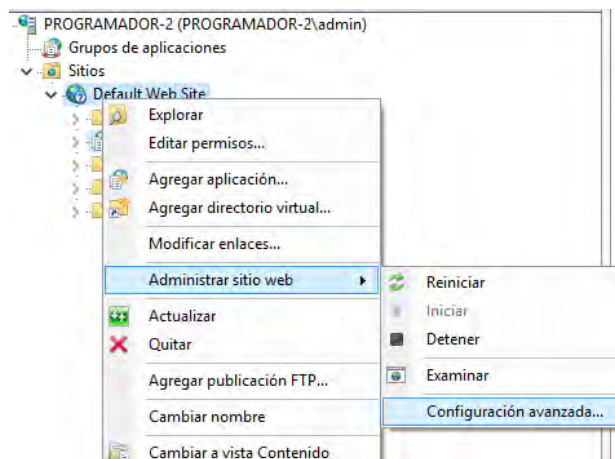 PROGRAMADOR-2 (PROGRAMADOR-2\admin)
Grupos de aplicaciones
Sitios
Default Web Site
Explorar
Editar permisos...
Agregar aplicación...
Agregar directorio virtual...
Modificar enlaces...
Administrar sitio web
Reiniciar
Iniciar
Detener
Examinar
Configuración avanzada...
Actualizar
Quitar
Agregar publicación FTP...
Cambiar nombre
Cambiar a vista Contenido